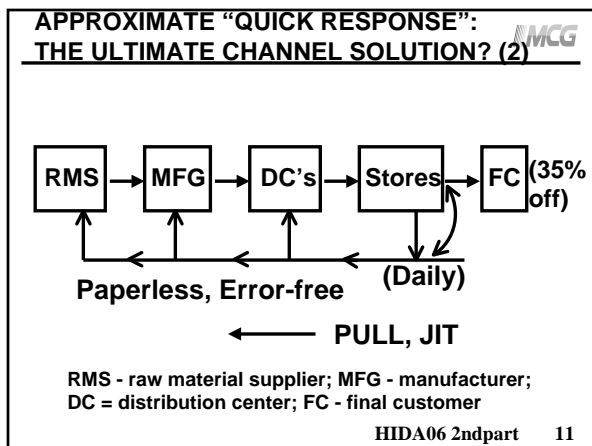 APPROXIMATE “QUICK RESPONSE”:
THE ULTIMATE CHANNEL SOLUTION? (2)
MCG
RMS MFG DC's Stores FC (35% off)
(Daily)
Paperless, Error-free
PULL, JIT
RMS - raw material supplier; MFG - manufacturer;
DC = distribution center; FC - final customer
HIDA06 2ndpart 11